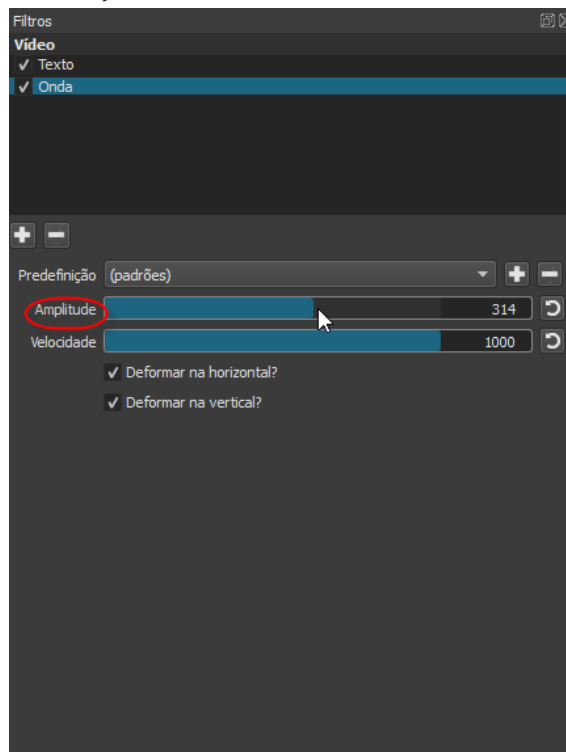 Filtros
Vídeo
Texto
Onda
Predefinição (padrões)
Amplitude 314
Velocidade 1000
Deformar na horizontal?
Deformar na vertical?